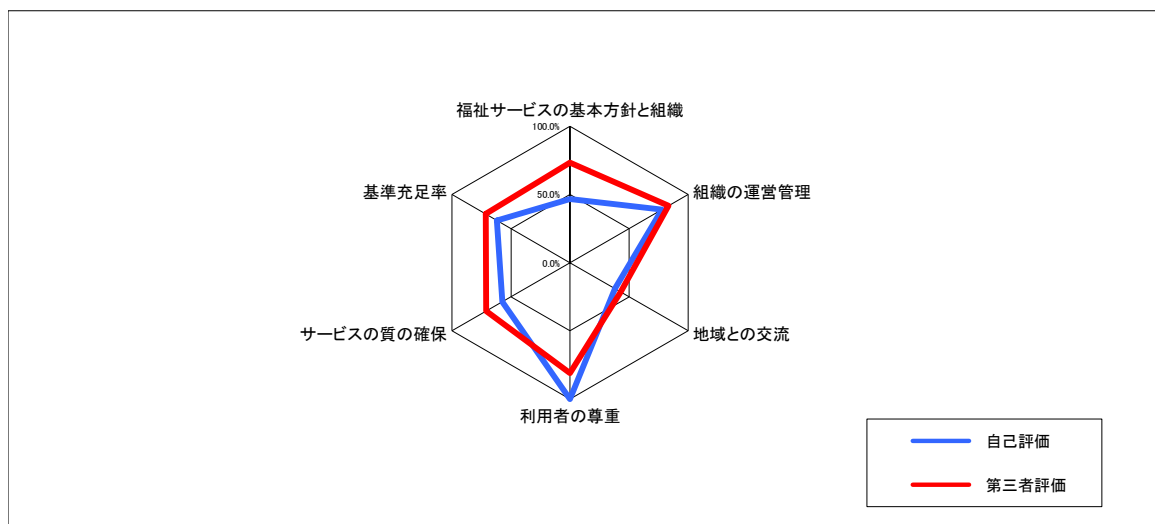 福祉サービスの基本方針と組織
100.0%
基準充足率
50.0%
組織の運営管理
0.0%
サービスの質の確保
地域との交流
利用者の尊重
自己評価
第三者評価